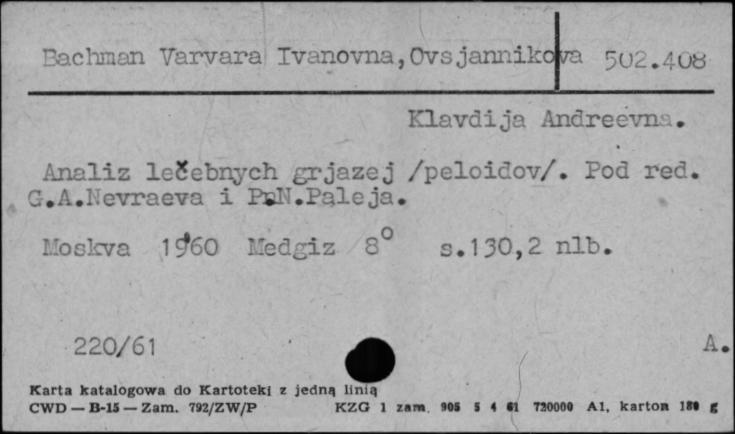 Bachman Varvara Ivanovna,Ovsjannikova 502.408
Klavdija Andreevna.
Analiz lečebnych grjazej /peloidov/. Pod red.
G.A.Nevraeva i P.N.Paleja.
Moskva 1960 Medgiz 8° s.130,2 nlb.
220/61
A.
Karta katalogowa do Kartoteki z jedną linią
CWD — B-15 — Zam. 792/ZW/P KZG 1 zam. 905 5 4 61 720000 A1, karton 180 g